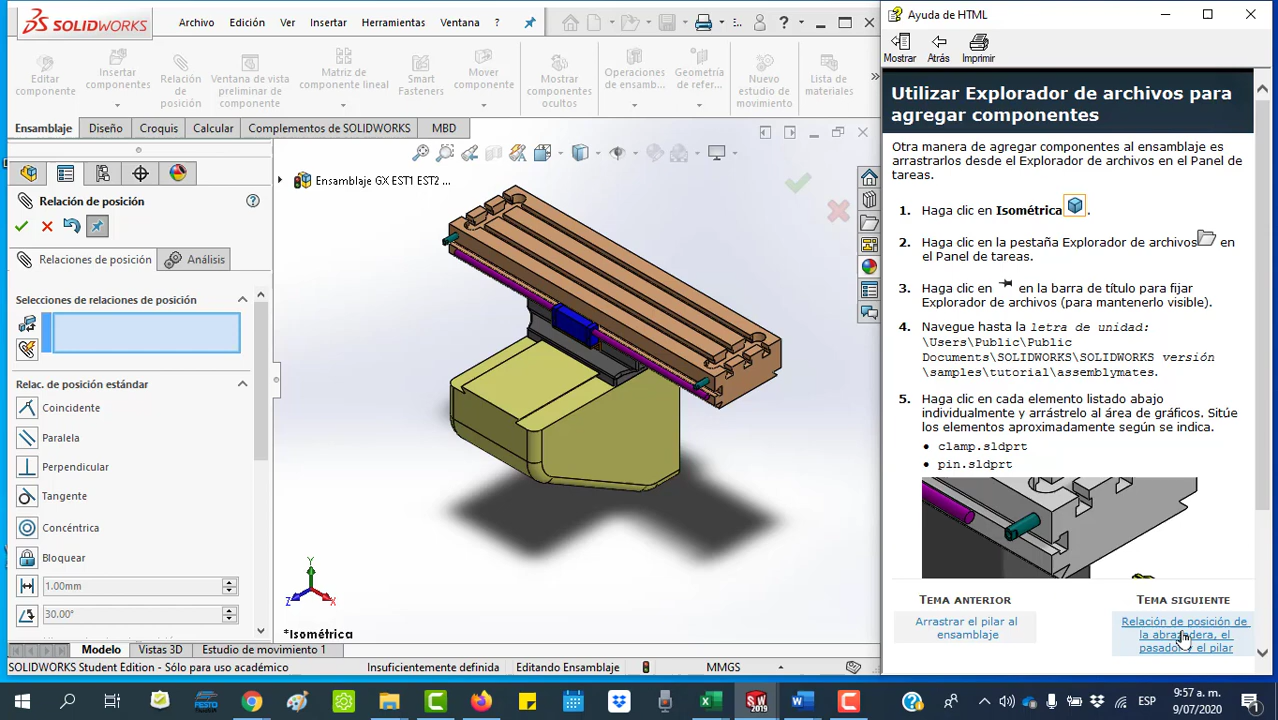 SOLIDWORKS
Archivo Edición Ver Insertar Herramientas Ventana ?
Editar componente
Insertar componentes
Relación de posición
Ventana de vista preliminar de componente
Matriz de componente lineal
Smart Fasteners
Mover componente
Mostrar componentes ocultos
Operaciones de ensamb...
Geometría de refer...
Nuevo estudio de movimiento
Lista de materiales
Ensamblaje Diseño Croquis Calcular Complementos de SOLIDWORKS MBD
Ensamblaje GX EST1 EST2 ...
Relación de posición
Relaciones de posición Análisis
Selecciones de relaciones de posición
Relac. de posición estándar
Coincidente
Paralela
Perpendicular
Tangente
Concéntrica
Bloquear
1.00mm
30.00°
Y
Z
X
*Isométrica
Modelo Vistas 3D Estudio de movimiento 1
SOLIDWORKS Student Edition - Sólo para uso académico Insuficientemente definida Editando Ensamblaje MMGS
Ayuda de HTML
Mostrar Atrás Imprimir
Utilizar Explorador de archivos para
agregar componentes
Otra manera de agregar componentes al ensamblaje es
arrastrarlos desde el Explorador de archivos en el Panel de
tareas.
1. Haga clic en Isométrica .
2. Haga clic en la pestaña Explorador de archivos en
el Panel de tareas.
3. Haga clic en en la barra de título para fijar
Explorador de archivos (para mantenerlo visible).
4. Navegue hasta la letra de unidad:
\Users\Public\Public
Documents\SOLIDWORKS\SOLIDWORKS versión
\samples\tutorial\assemblymates.
5. Haga clic en cada elemento listado abajo
individualmente y arrástrelo al área de gráficos. Sitúe
los elementos aproximadamente según se indica.
• clamp.sldprt
• pin.sldprt
TEMA ANTERIOR
Arrastrar el pilar al
ensamblaje
TEMA SIGUIENTE
Relación de posición de
la abrazadera, el
pasador y el pilar
FESTO
SW 2019
ESP
9:57 a. m.
9/07/2020